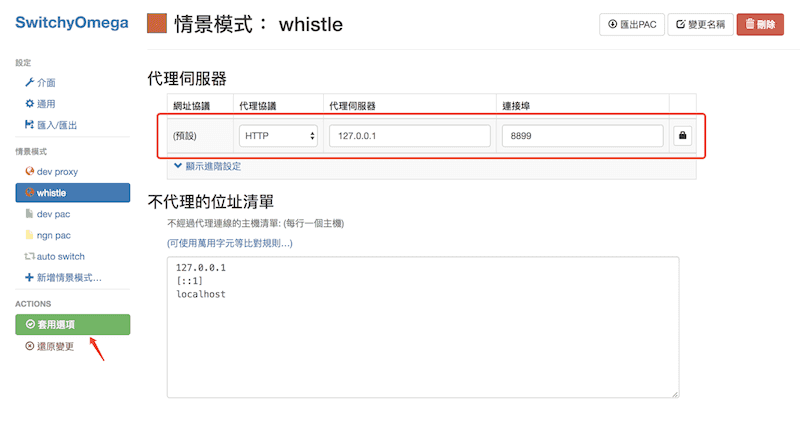 SwitchyOmega
設定
介面
通用
匯入/匯出
情景模式
dev proxy
whistle
dev pac
ngn pac
auto switch
新增情景模式…
ACTIONS
套用選項
還原變更
情景模式： whistle
匯出PAC
變更名稱
刪除
代理伺服器
網址協議 代理協議 代理伺服器 連接埠
(預設) HTTP 127.0.0.1 8899
顯示進階設定
不代理的位址清單
不經過代理連線的主機清單: (每行一個主機)
(可使用萬用字元等比對規則…)
127.0.0.1
[::1]
localhost